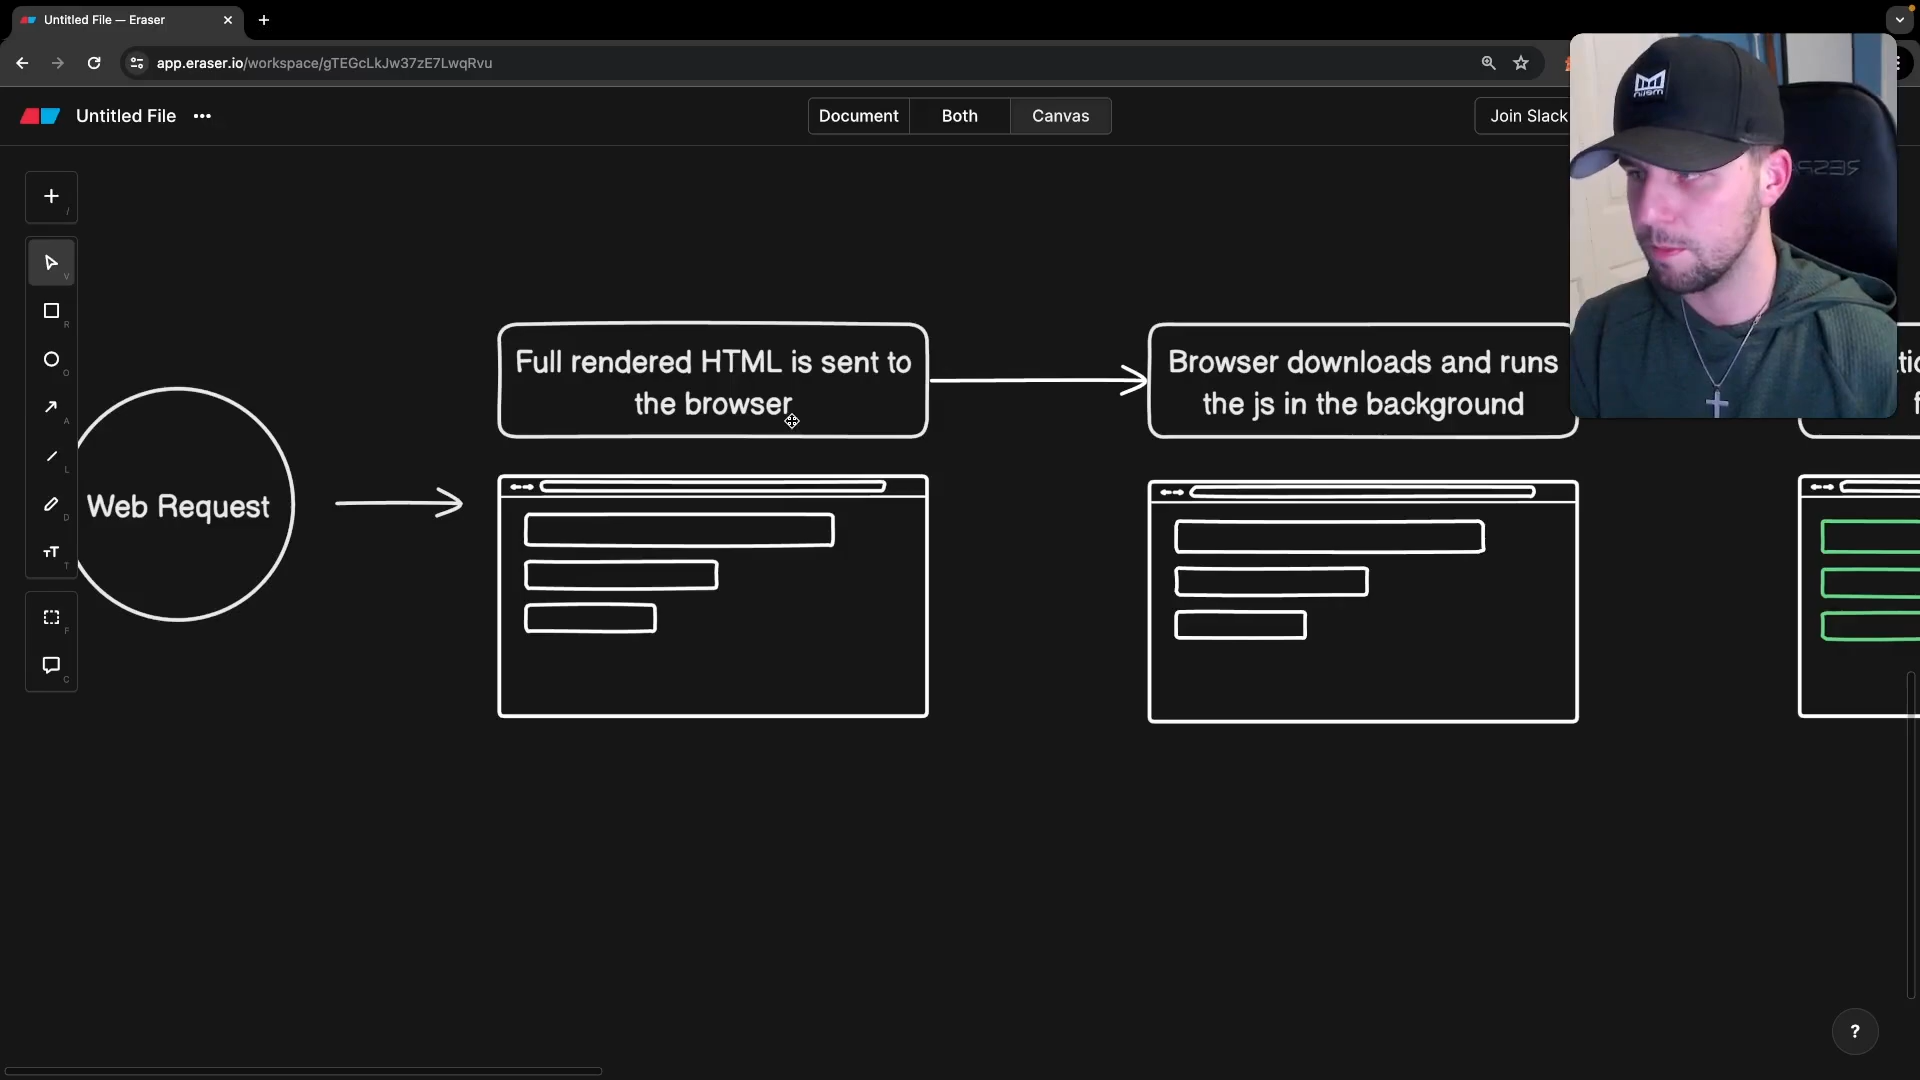 Untitled File — Eraser
app.eraser.io/workspace/gTEGcLkJw37zE7LwqRvu
Untitled File
Document
Both
Canvas
Join Slack
/
V
R
O
A
L
D
T
T
F
C
Web Request
Full rendered HTML is sent to
the browser
Browser downloads and runs
the js in the background
?